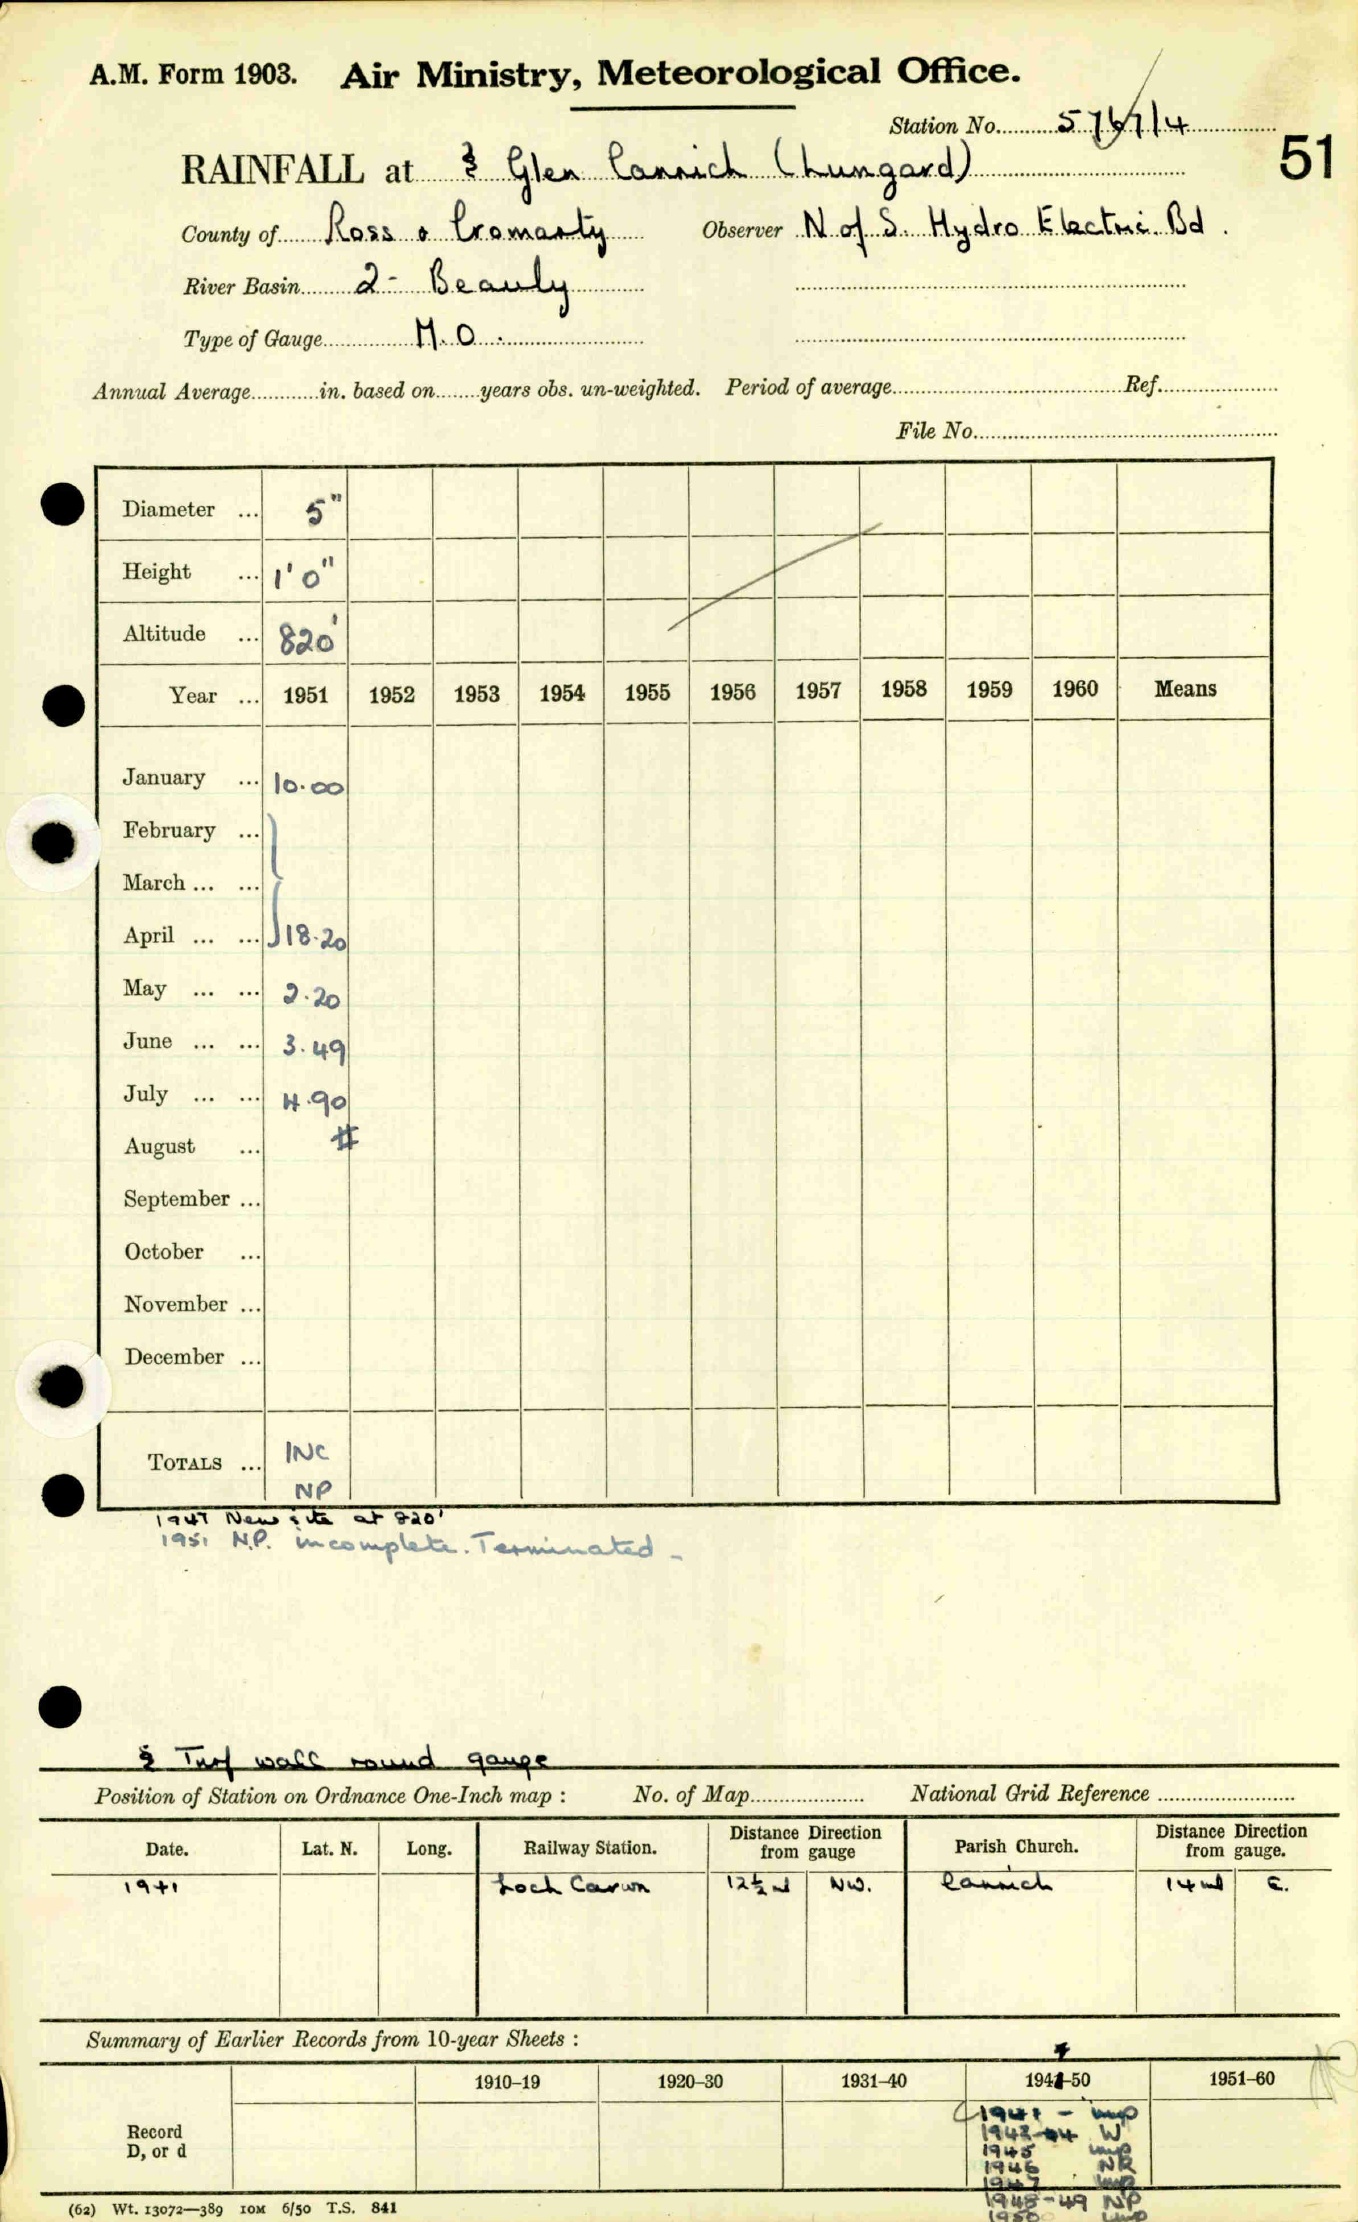 A.M. Form 1903. Air Ministry, Meteorological Office.
Station No. 5767/4
51
RAINFALL at § Glen Cannich (Lungard)
County of Ross & Cromarty Observer N of S. Hydro Electric Bd.
River Basin 2- Beauly
Type of Gauge M.O.
Annual Average in. based on years obs. un-weighted. Period of average Ref.
File No.
Diameter ... 5"
Height ... 1' 0"
Altitude ... 820'
Year ... 1951 1952 1953 1954 1955 1956 1957 1958 1959 1960 Means
January ... 10.00
February ...
March ... ...
April ... ... 18.20
May ... ... 2.20
June ... ... 3.49
July ... ... 4.90
August ... #
September ...
October ...
November ...
December ...
TOTALS ... INC
NP
1947 New site at 820'
1951 N.P. incomplete. Terminated -
§ Turf wall round gauge
Position of Station on Ordnance One-Inch map : No. of Map National Grid Reference
Date. Lat. N. Long. Railway Station. Distance Direction from gauge Parish Church. Distance Direction from gauge.
1941 Loch Carron 12½ ml NW. Cannich 14 ml E.
Summary of Earlier Records from 10-year Sheets :
1910–19 1920–30 1931–40 1941–50 1951–60
Record
D, or d
1941 - imp
1943-44 W
1945 imp
1946 NR
1947 imp
1948-49 NP
1950 imp
(62) Wt. 13072—389 10M 6/50 T.S. 841